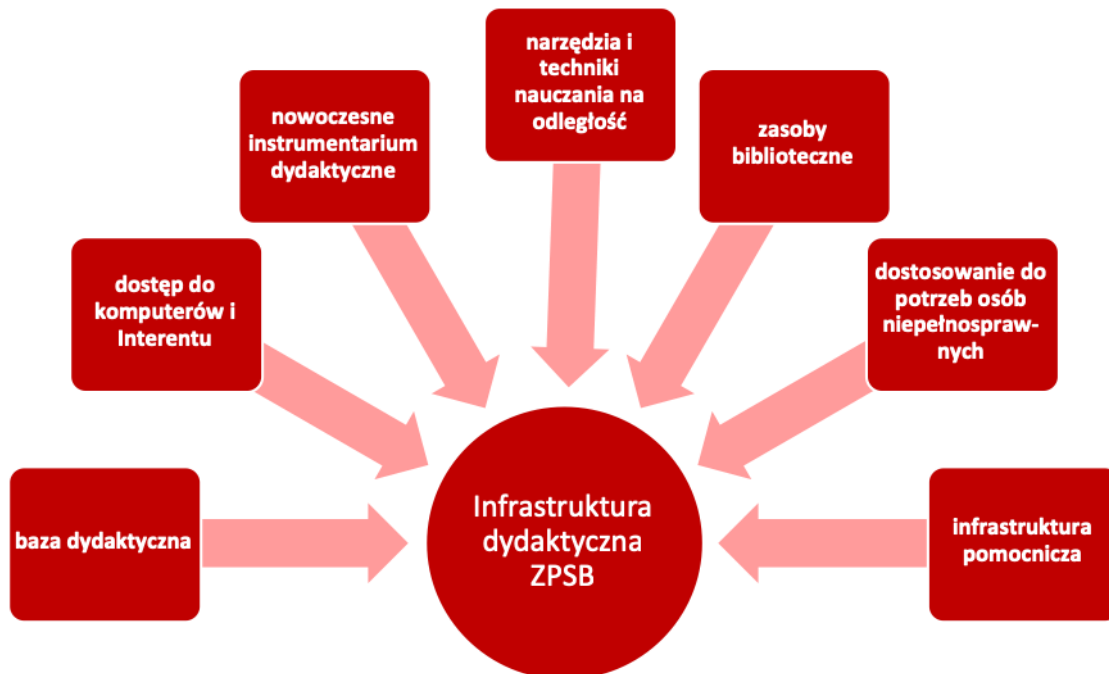 narzędzia i
techniki
nauczania na
odległość
nowoczesne
instrumentarium
dydaktyczne
zasoby
biblioteczne
dostęp do
komputerów i
Interentu
dostosowanie do
potrzeb osób
niepełnospraw-
nych
baza dydaktyczna
Infrastruktura
dydaktyczna
ZPSB
infrastruktura
pomocnicza